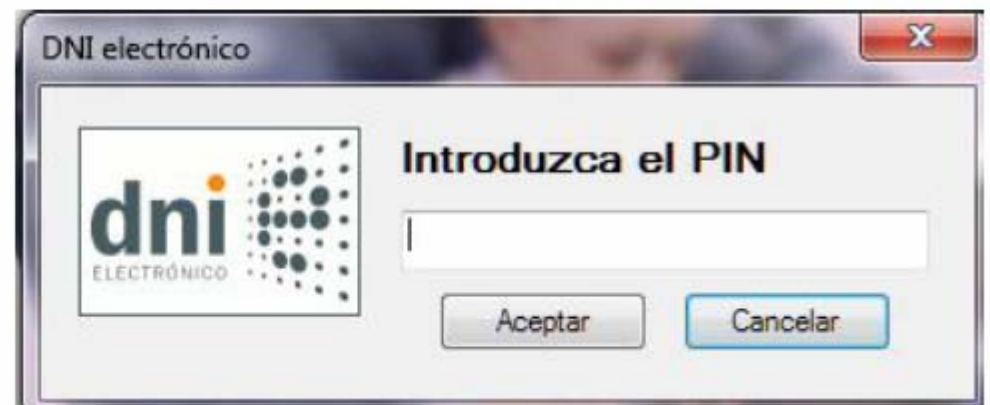 DNI electrónico
dni
ELECTRÓNICO
Introduzca el PIN
Aceptar
Cancelar